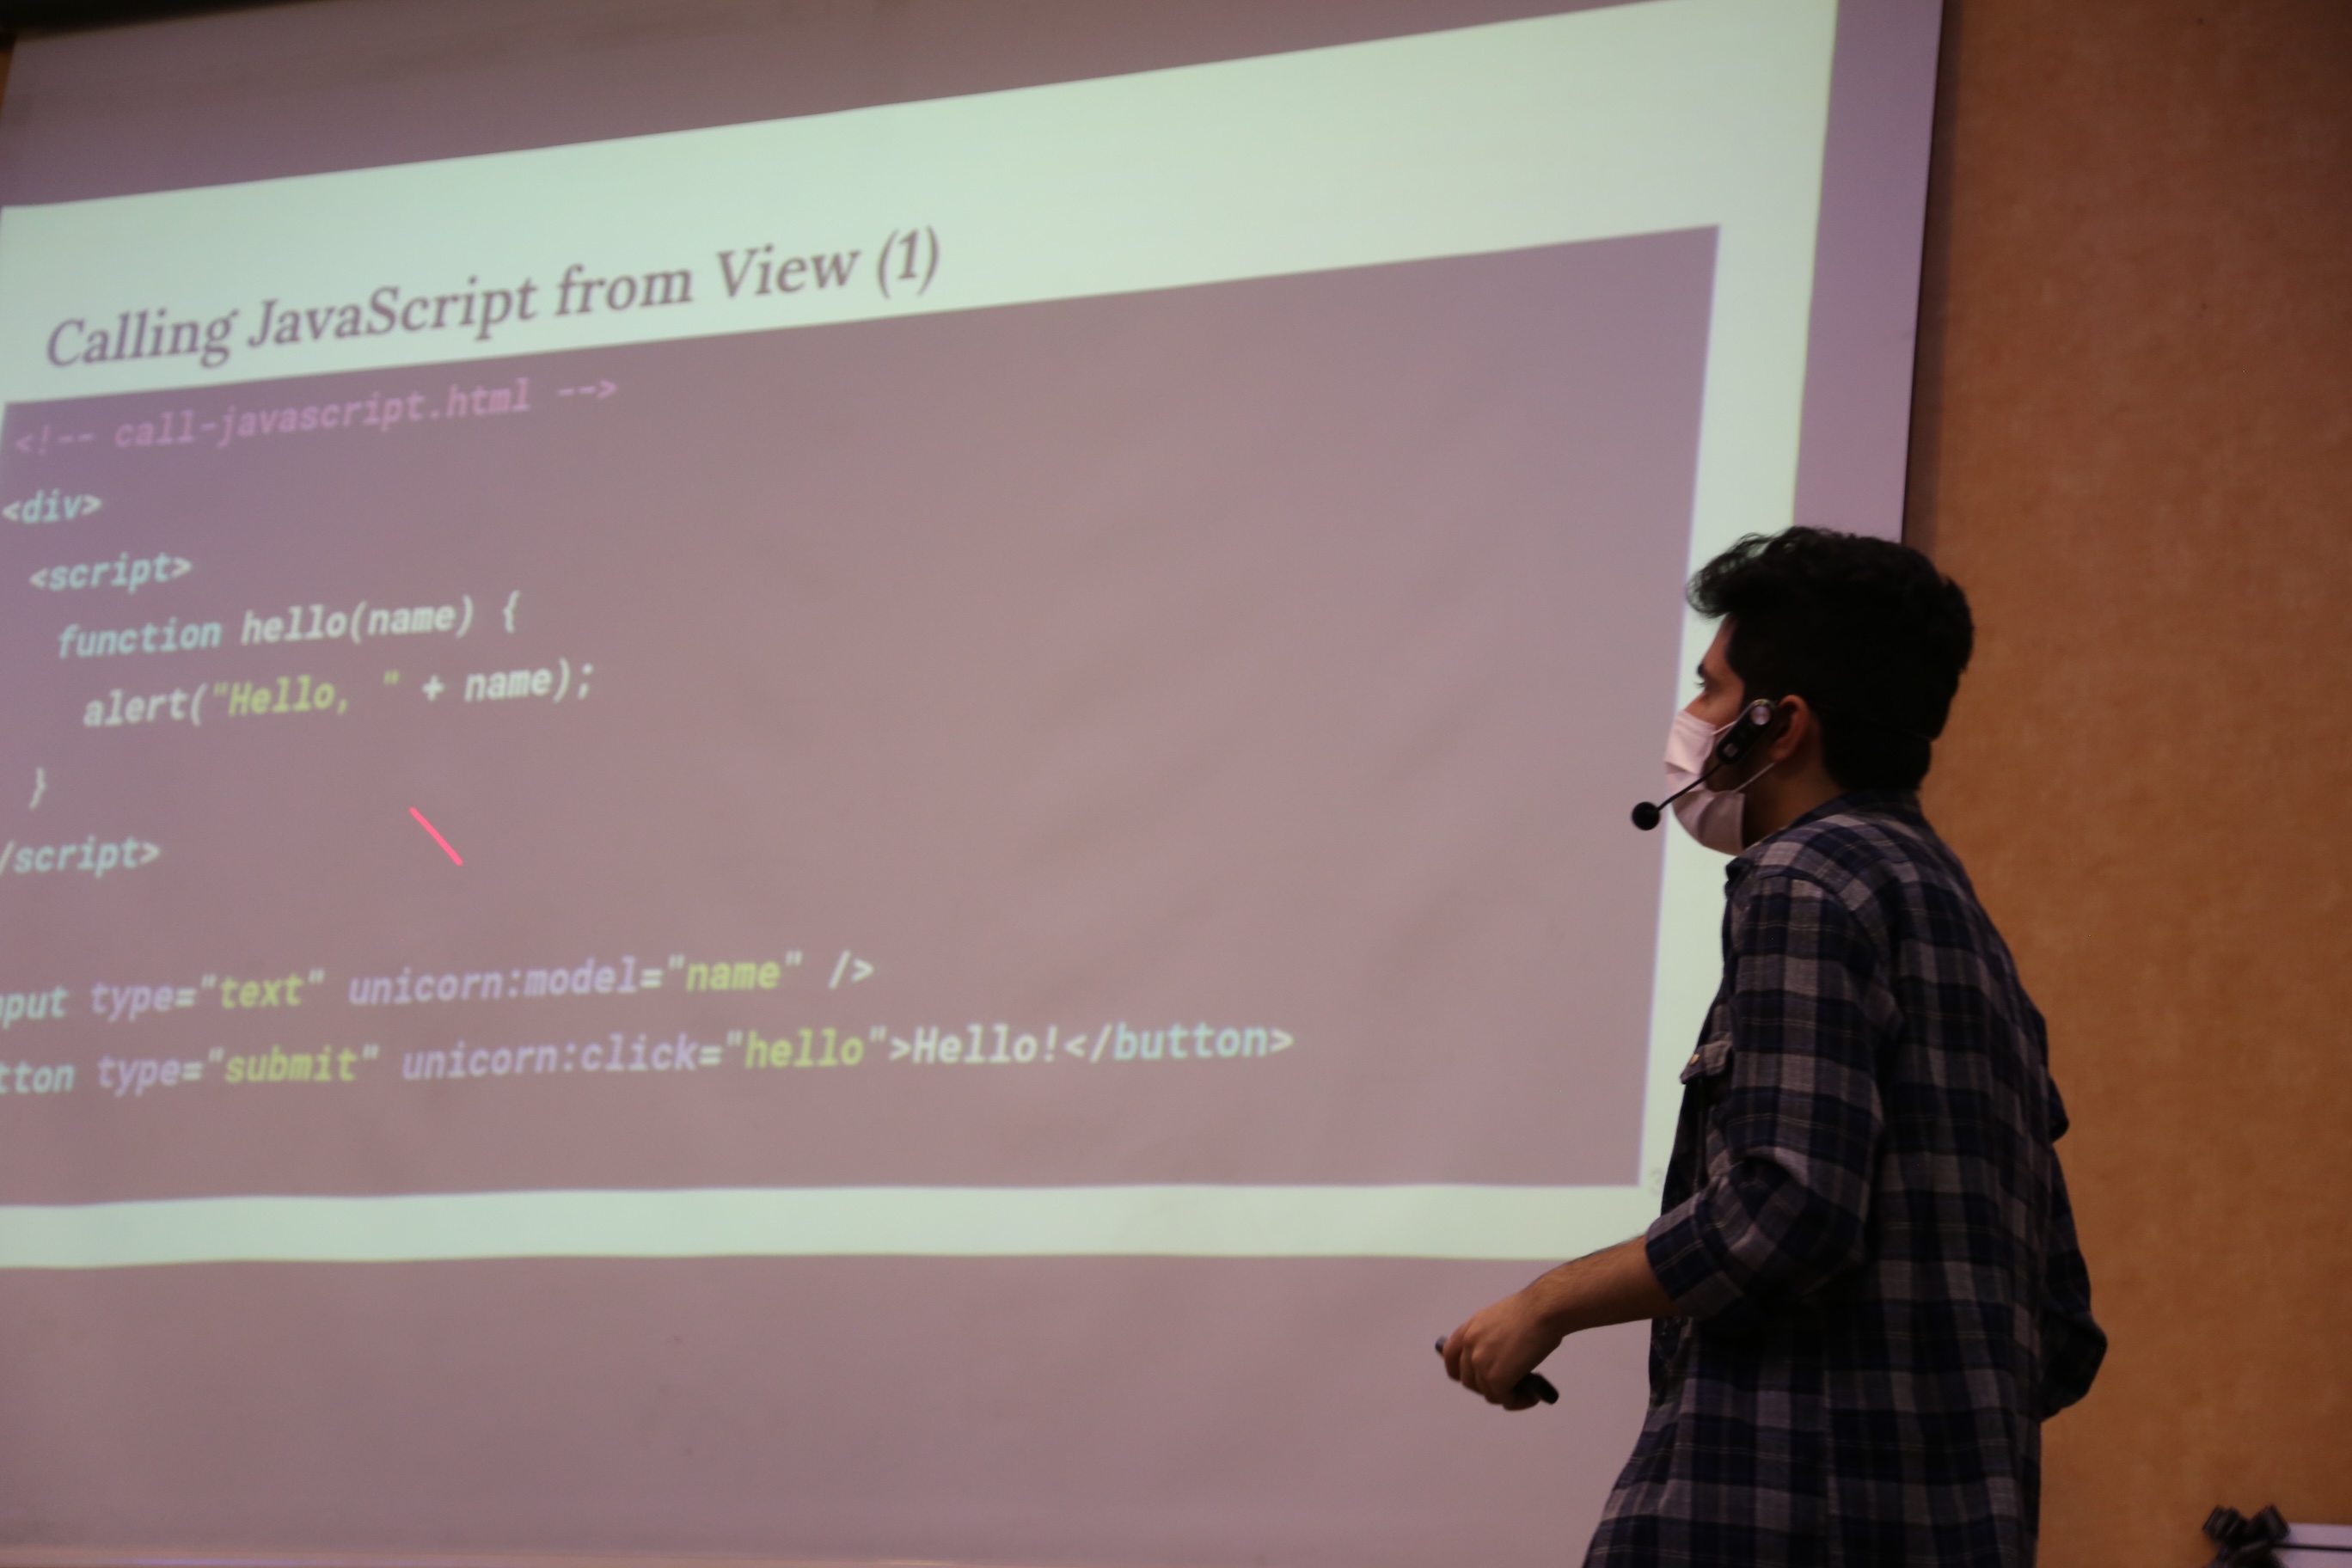 Calling JavaScript from View (1)
<!-- call-javascript.html -->
<div>
<script>
function hello(name) {
alert("Hello, " + name);
}
/script>
put type="text" unicorn:model="name" />
tton type="submit" unicorn:click="hello">Hello!</button>